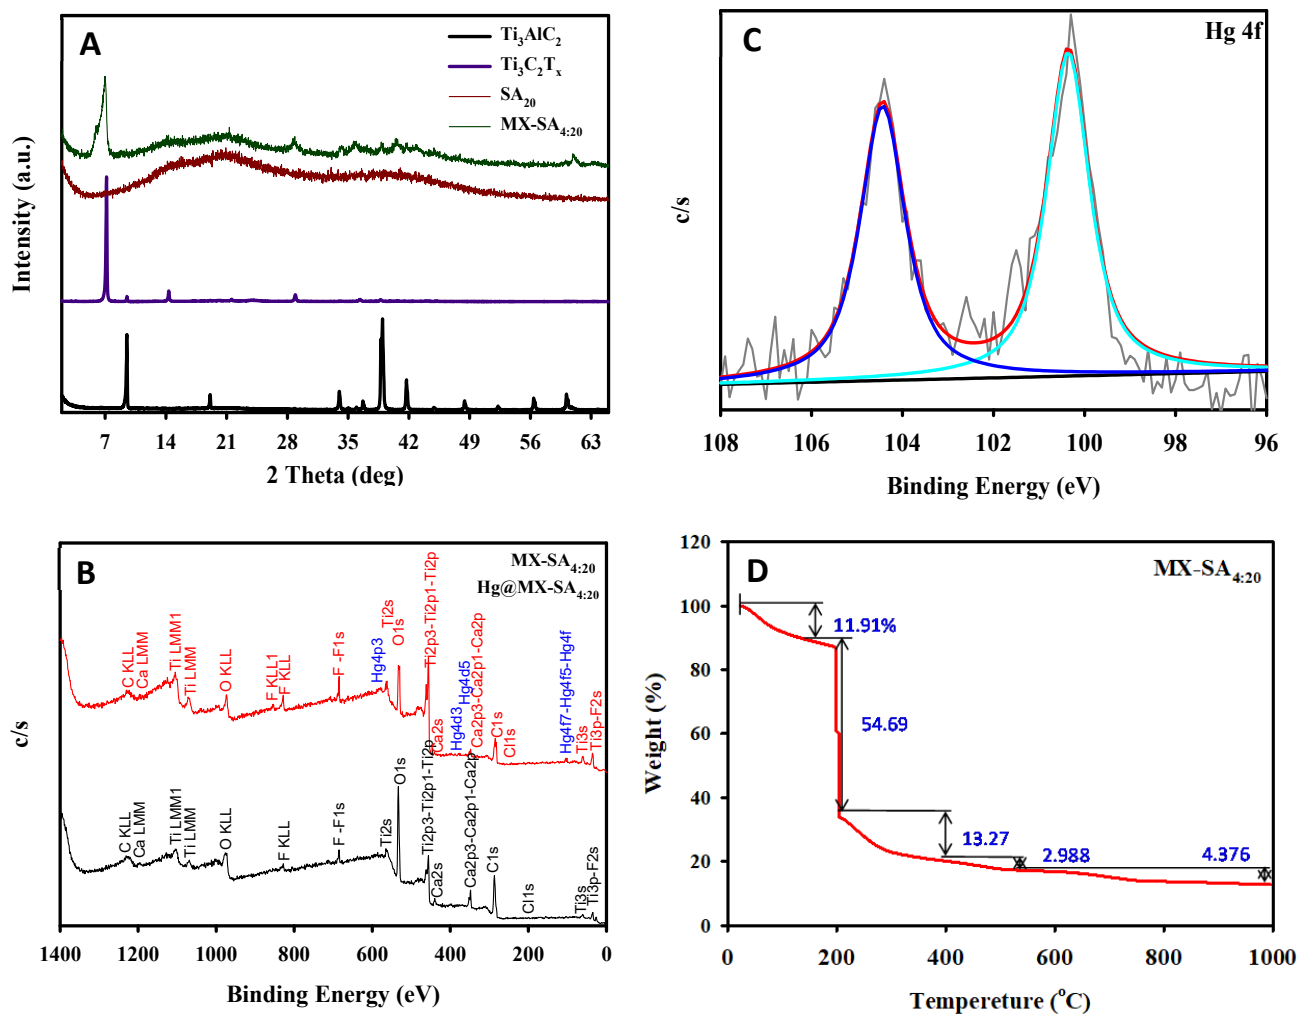 A
Ti3AlC2
Ti3C2Tx
SA20
MX-SA4:20
Intensity (a.u.)
7 14 21 28 35 42 49 56 63
2 Theta (deg)
C
Hg 4f
c/s
108 106 104 102 100 98 96
Binding Energy (eV)
B
MX-SA4:20
Hg@MX-SA4:20
C KLL
Ca LMM
Ti LMM1
Ti LMM
O KLL
F KLL1
F KLL
F -F1s
Hg4p3
Ti2s
O1s
Ti2p3-Ti2p1-Ti2p
Ca2s
Hg4d3
Hg4d5
Ca2p3-Ca2p1-Ca2p
C1s
Cl1s
Hg4f7-Hg4f5-Hg4f
Ti3s
Ti3p-F2s
C KLL
Ca LMM
Ti LMM1
Ti LMM
O KLL
F KLL
F -F1s
Ti2s
O1s
Ti2p3-Ti2p1-Ti2p
Ca2s
Ca2p3-Ca2p1-Ca2p
C1s
Cl1s
Ti3s
Ti3p-F2s
c/s
1400 1200 1000 800 600 400 200 0
Binding Energy (eV)
D
MX-SA4:20
120
100
80
60
40
20
0
11.91%
54.69
13.27
2.988
4.376
Weight (%)
0 200 400 600 800 1000
Tempereture (oC)